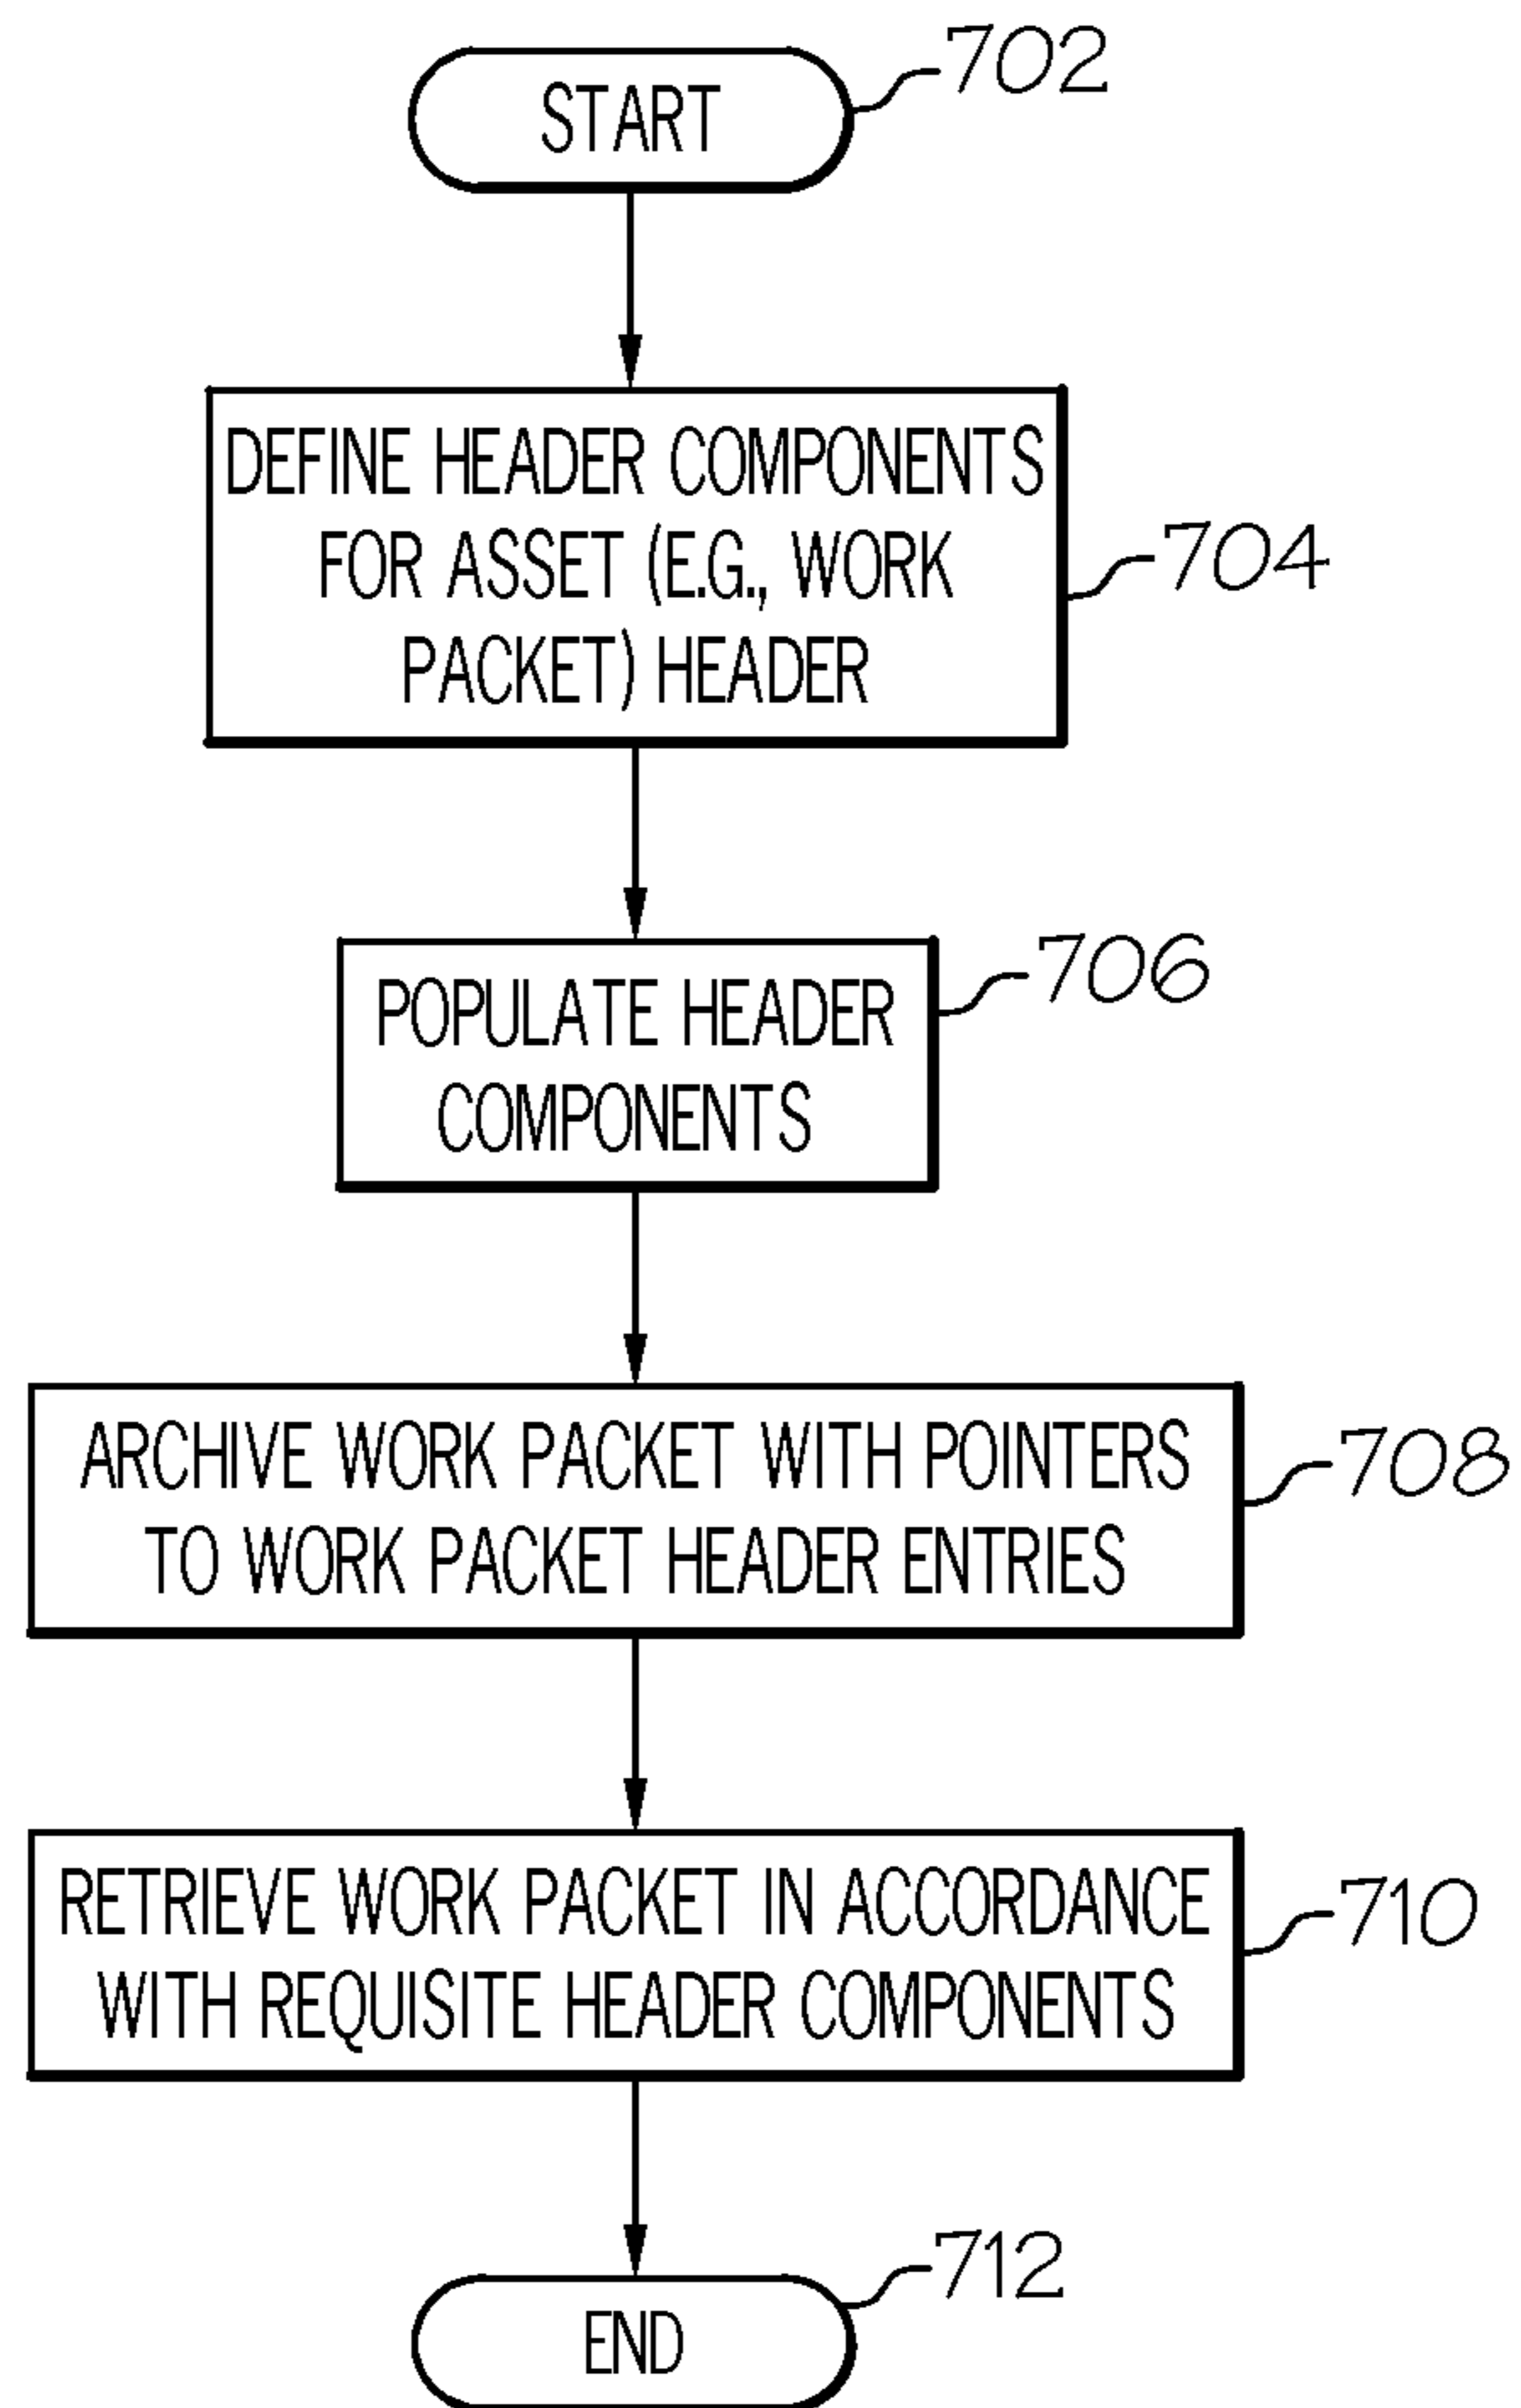 START
702
DEFINE HEADER COMPONENTS
FOR ASSET (E.G., WORK
PACKET) HEADER
704
POPULATE HEADER
COMPONENTS
706
ARCHIVE WORK PACKET WITH POINTERS
TO WORK PACKET HEADER ENTRIES
708
RETRIEVE WORK PACKET IN ACCORDANCE
WITH REQUISITE HEADER COMPONENTS
710
END
712